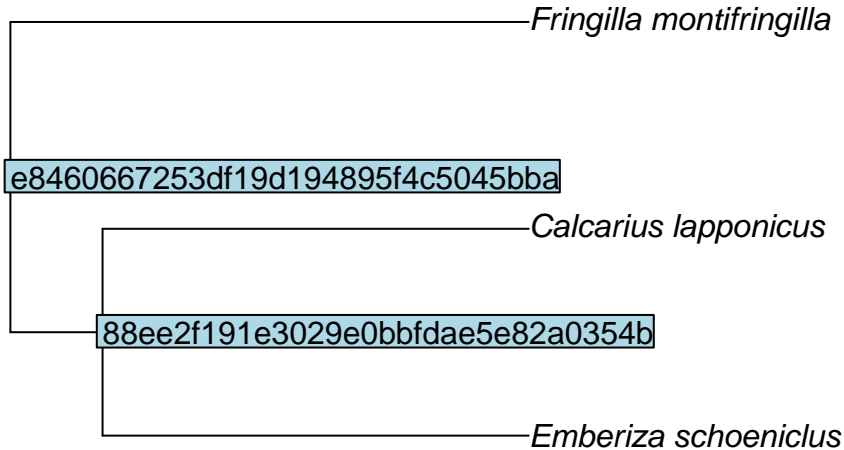 Fringilla montifringilla
e8460667253df19d194895f4c5045bba
Calcarius lapponicus
88ee2f191e3029e0bbfdae5e82a0354b
Emberiza schoeniclus